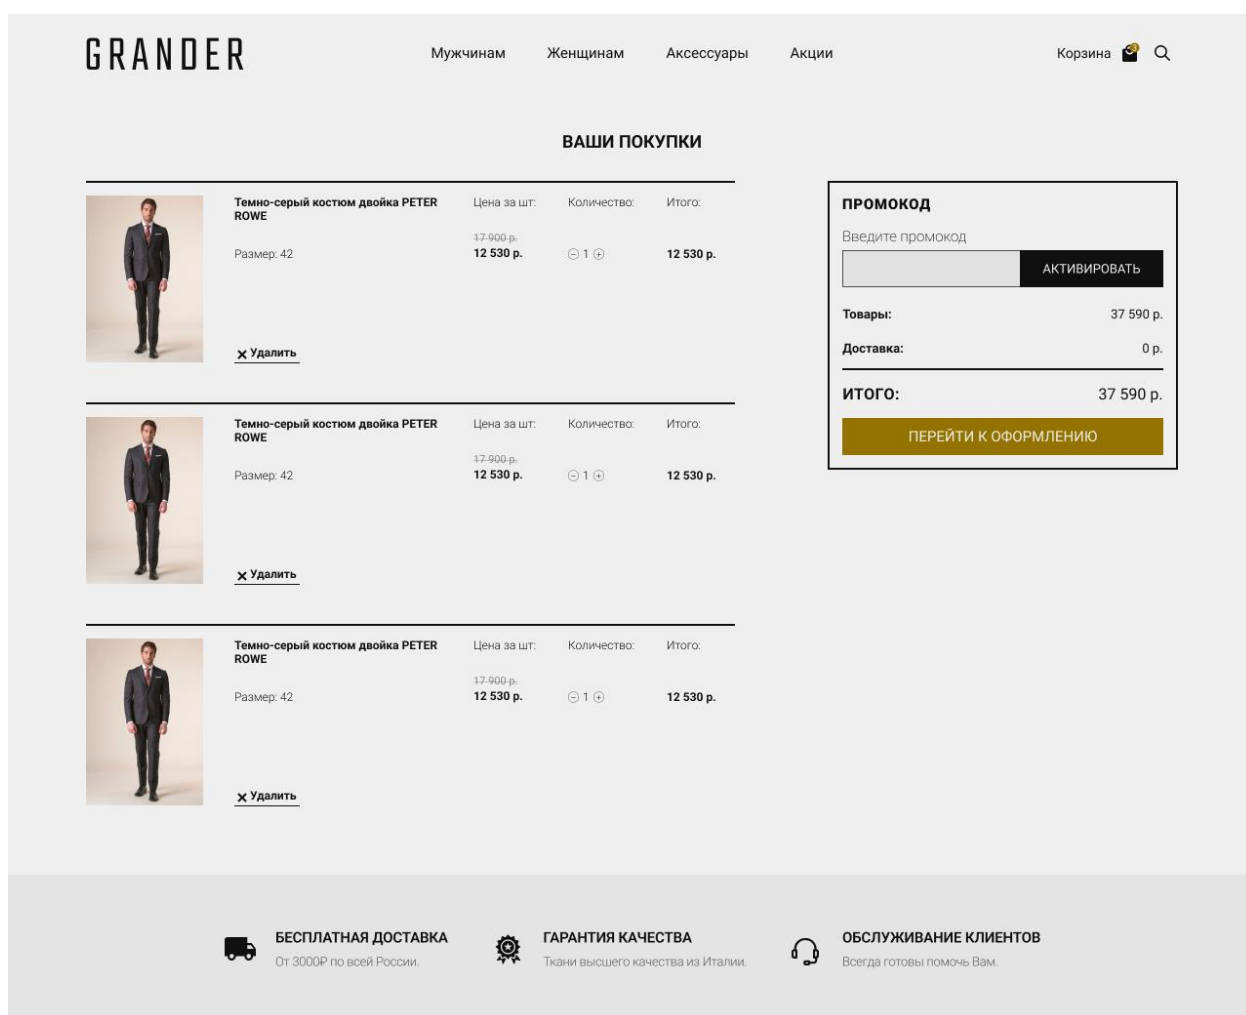 GRANDER
Мужчинам Женщинам Аксессуары Акции
Корзина 3
ВАШИ ПОКУПКИ
Темно-серый костюм двойка PETER
ROWE
Размер: 42
Цена за шт:
17 900 р.
12 530 р.
Количество:
1
Итого:
12 530 р.
Удалить
Темно-серый костюм двойка PETER
ROWE
Размер: 42
Цена за шт:
17 900 р.
12 530 р.
Количество:
1
Итого:
12 530 р.
Удалить
Темно-серый костюм двойка PETER
ROWE
Размер: 42
Цена за шт:
17 900 р.
12 530 р.
Количество:
1
Итого:
12 530 р.
Удалить
ПРОМОКОД
Введите промокод
АКТИВИРОВАТЬ
Товары: 37 590 р.
Доставка: 0 р.
ИТОГО: 37 590 р.
ПЕРЕЙТИ К ОФОРМЛЕНИЮ
БЕСПЛАТНАЯ ДОСТАВКА
От 3000₽ по всей России.
ГАРАНТИЯ КАЧЕСТВА
Ткани высшего качества из Италии.
ОБСЛУЖИВАНИЕ КЛИЕНТОВ
Всегда готовы помочь Вам.